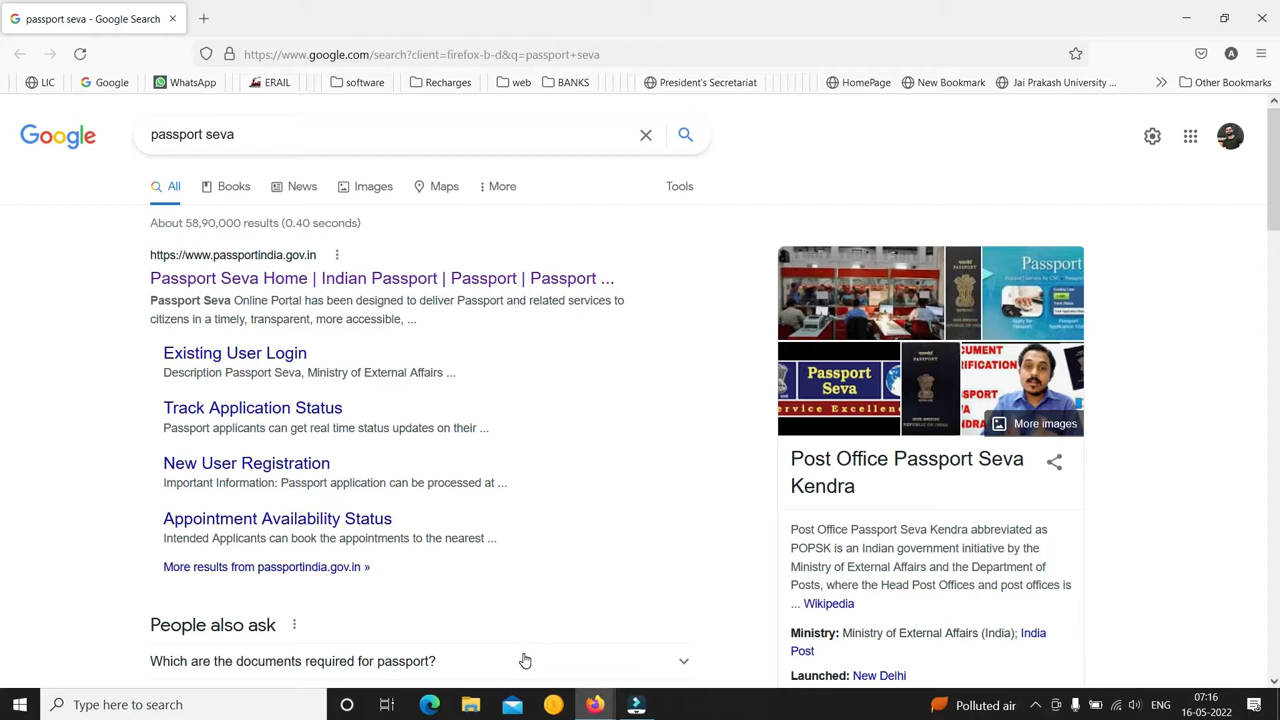 passport seva - Google Search
https://www.google.com/search?client=firefox-b-d&q=passport+seva
A
LIC
Google
WhatsApp
ERAIL
software
Recharges
web
BANKS
President's Secretariat
HomePage
New Bookmark
Jai Prakash University ...
Other Bookmarks
Google
passport seva
All
Books
News
Images
Maps
More
Tools
About 58,90,000 results (0.40 seconds)
https://www.passportindia.gov.in
Passport Seva Home | Indian Passport | Passport | Passport ...
Passport Seva Online Portal has been designed to deliver Passport and related services to
citizens in a timely, transparent, more accessible, ...
Existing User Login
Description Passport Seva, Ministry of External Affairs ...
Track Application Status
Passport applicants can get real time status updates on their ...
New User Registration
Important Information: Passport application can be processed at ...
Appointment Availability Status
Intended Applicants can book the appointments to the nearest ...
More results from passportindia.gov.in »
People also ask
Which are the documents required for passport?
PASSPORT
Passport
Passport
Seva
PASSPORT
More images
Post Office Passport Seva
Kendra
Post Office Passport Seva Kendra abbreviated as
POPSK is an Indian government initiative by the
Ministry of External Affairs and the Department of
Posts, where the Head Post Offices and post offices is
... Wikipedia
Ministry: Ministry of External Affairs (India); India
Post
Launched: New Delhi
Type here to search
Polluted air
ENG
07:16
16-05-2022